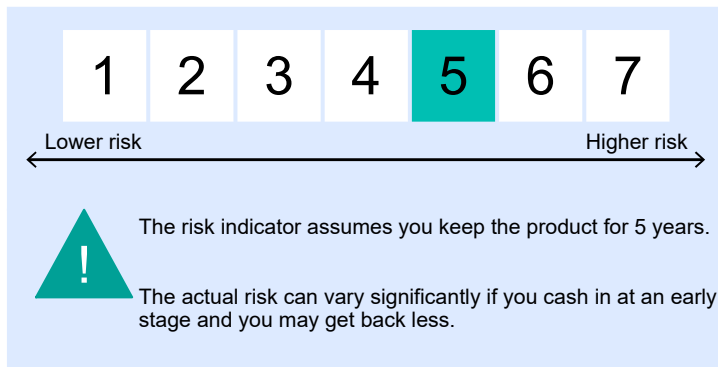 1 2 3 4 5 6 7
Lower risk Higher risk
!
The risk indicator assumes you keep the product for 5 years.
The actual risk can vary significantly if you cash in at an early
stage and you may get back less.